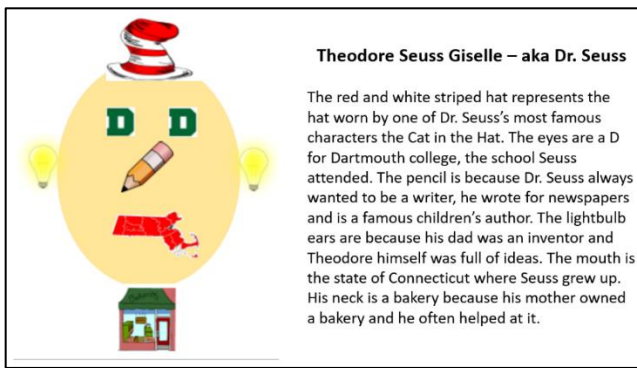 D D
Theodore Seuss Giselle – aka Dr. Seuss
The red and white striped hat represents the
hat worn by one of Dr. Seuss's most famous
characters the Cat in the Hat. The eyes are a D
for Dartmouth college, the school Seuss
attended. The pencil is because Dr. Seuss always
wanted to be a writer, he wrote for newspapers
and is a famous children's author. The lightbulb
ears are because his dad was an inventor and
Theodore himself was full of ideas. The mouth is
the state of Connecticut where Seuss grew up.
His neck is a bakery because his mother owned
a bakery and he often helped at it.